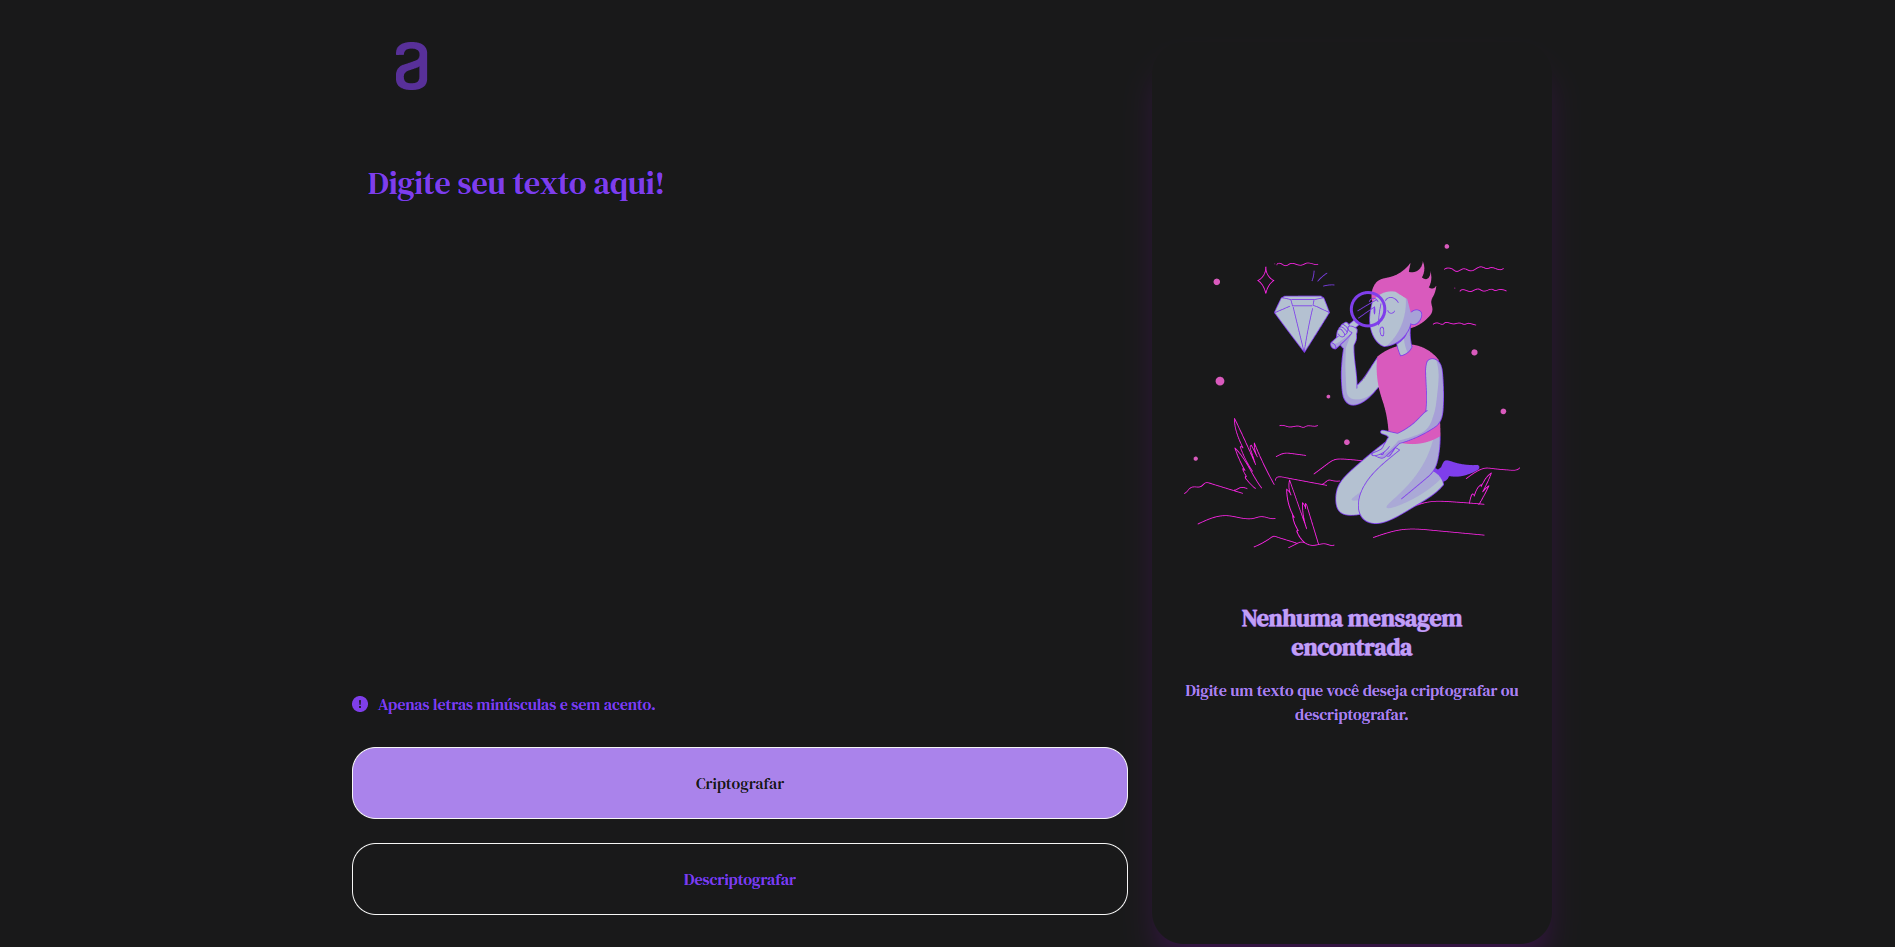 a
Digite seu texto aqui!
Apenas letras minúsculas e sem acento.
Criptografar
Descriptografar
Nenhuma mensagem
encontrada
Digite um texto que você deseja criptografar ou
descriptografar.